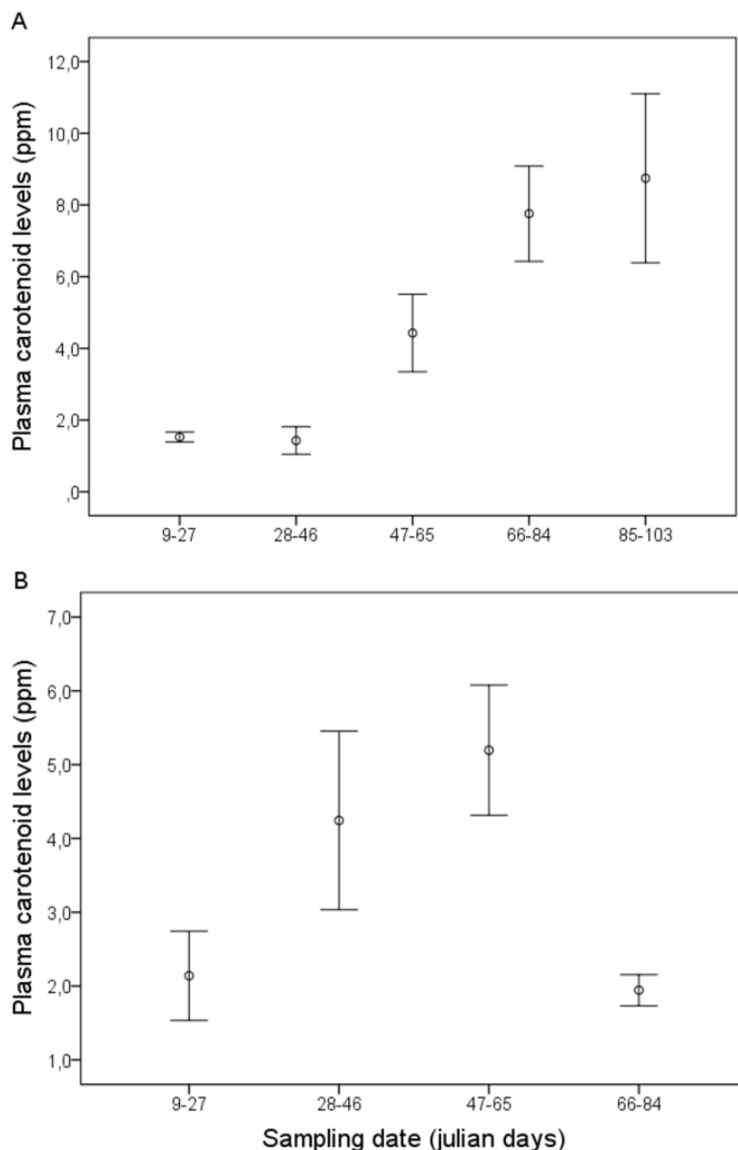 A
Plasma carotenoid levels (ppm)
12,0
10,0
8,0
6,0
4,0
2,0
,0
9-27 28-46 47-65 66-84 85-103
B
Plasma carotenoid levels (ppm)
7,0
6,0
5,0
4,0
3,0
2,0
1,0
9-27 28-46 47-65 66-84
Sampling date (julian days)